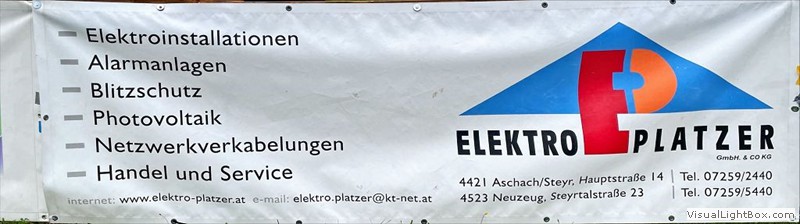 Elektroinstallationen
Alarmanlagen
Blitzschutz
Photovoltaik
Netzwerkverkabelungen
Handel und Service
internet: www.elektro-platzer.at e-mail: elektro.platzer@kt-net.at
EP
ELEKTRO PLATZER
GmbH. & CO KG
4421 Aschach/Steyr, Hauptstraße 14 | Tel. 07259/2440
4523 Neuzeug, Steyrtalstraße 23 | Tel. 07259/5440
VisualLightBox.com